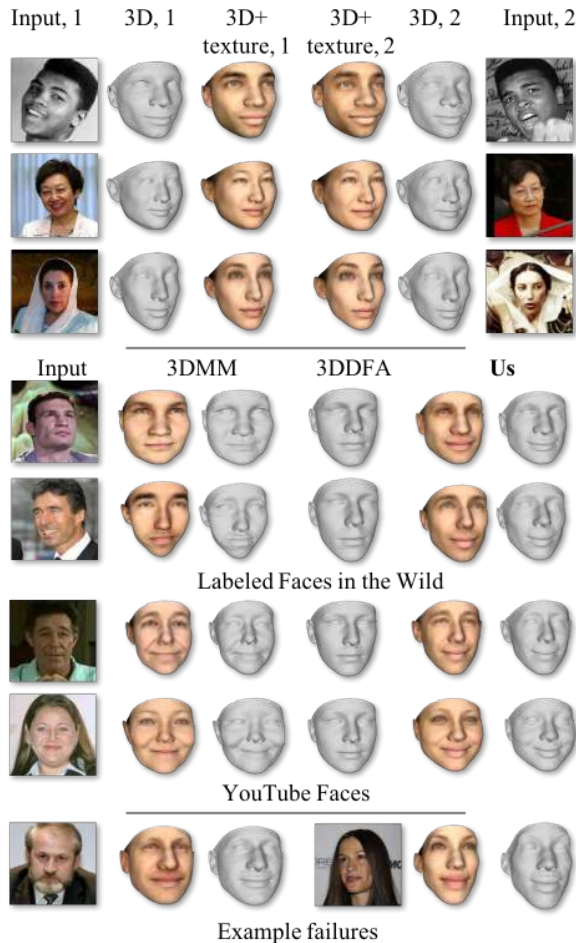 Input, 1 3D, 1 3D+ texture, 1 3D+ texture, 2 3D, 2 Input, 2
Input 3DMM 3DDFA Us
Labeled Faces in the Wild
YouTube Faces
Example failures